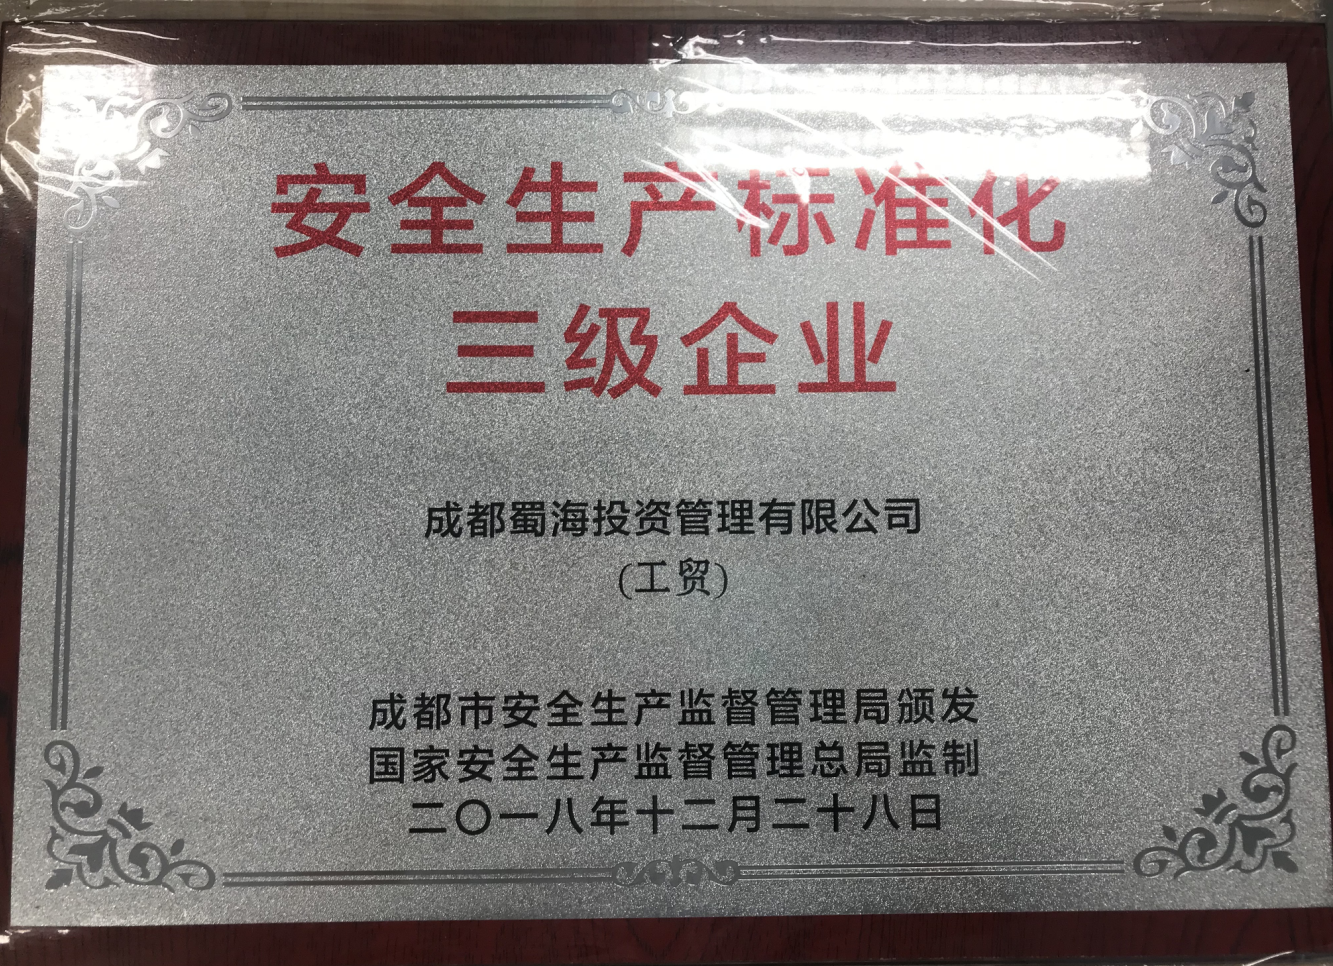 安全生产标准化
三级企业
成都蜀海投资管理有限公司
(工贸)
成都市安全生产监督管理局颁发
国家安全生产监督管理总局监制
二〇一八年十二月二十八日